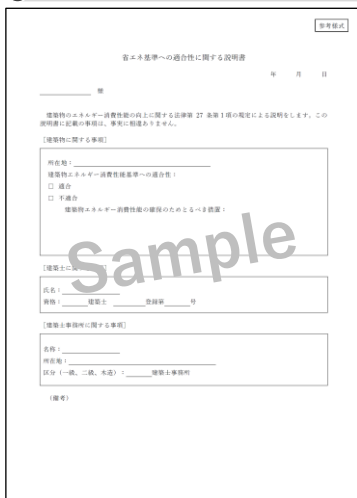 参考様式
省エネ基準への適合性に関する説明書
年 月 日
様
建築物のエネルギー消費性能の向上に関する法律第 27 条第 1 項の規定による説明をします。この
説明書に記載の事項は、事実に相違ありません。
[建築物に関する事項]
所在地：
建築物エネルギー消費性能基準への適合性：
□ 適合
□ 不適合
建築物エネルギー消費性能の確保のためとるべき措置：
Sample
[建築士に関
氏名：
資格： 建築士 登録第 号
[建築士事務所に関する事項]
名称：
所在地：
区分（一級、二級、木造）： 建築士事務所
（備考）